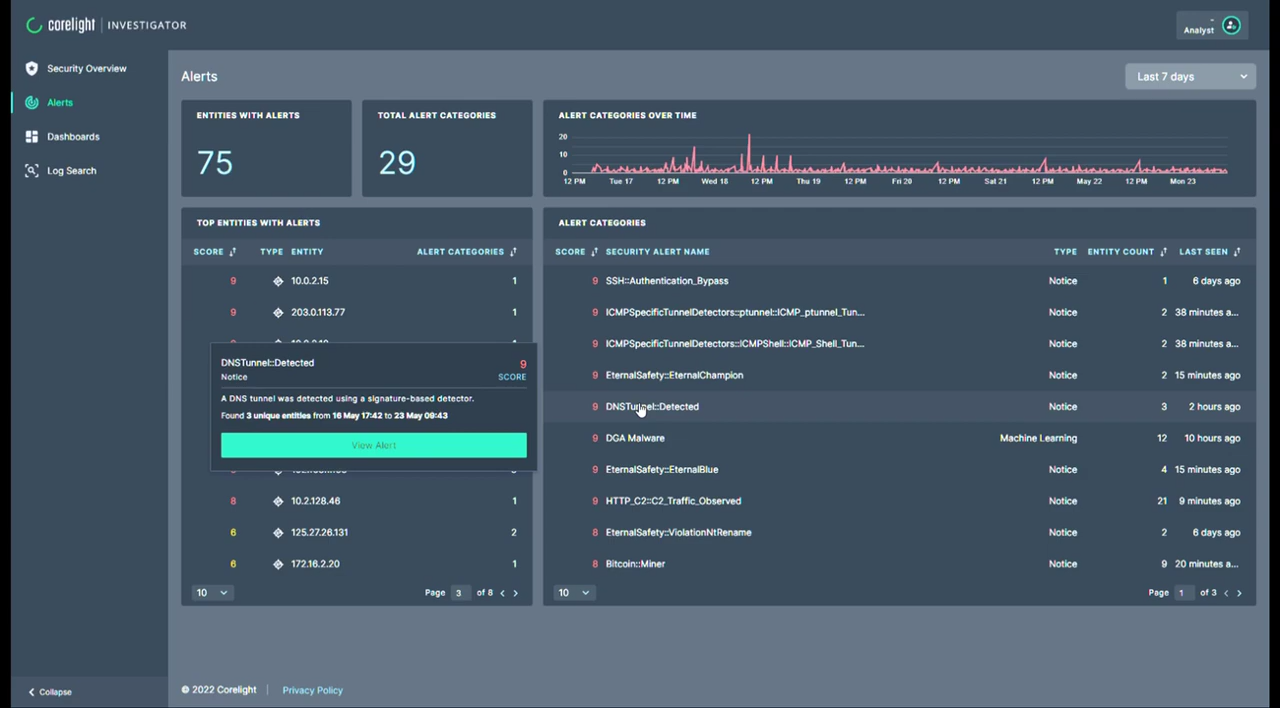 corelight | INVESTIGATOR
-
Analyst
Security Overview
Alerts
Dashboards
Log Search
Collapse
Alerts
Last 7 days
ENTITIES WITH ALERTS
75
TOTAL ALERT CATEGORIES
29
ALERT CATEGORIES OVER TIME
20
10
0
12 PM Tue 17 12 PM Wed 18 12 PM Thu 19 12 PM Fri 20 12 PM Sat 21 12 PM May 22 12 PM Mon 23
TOP ENTITIES WITH ALERTS
SCORE TYPE ENTITY ALERT CATEGORIES
9 10.0.2.15 1
9 203.0.113.77 1
DNSTunnel::Detected 9
Notice SCORE
A DNS tunnel was detected using a signature-based detector.
Found 3 unique entities from 16 May 17:42 to 23 May 09:43
View Alert
8 10.2.128.46 1
6 125.27.26.131 2
6 172.16.2.20 1
10 Page 3 of 8
ALERT CATEGORIES
SCORE SECURITY ALERT NAME TYPE ENTITY COUNT LAST SEEN
9 SSH::Authentication_Bypass Notice 1 6 days ago
9 ICMPSpecificTunnelDetectors::ptunnel::ICMP_ptunnel_Tun... Notice 2 38 minutes a...
9 ICMPSpecificTunnelDetectors::ICMPShell::ICMP_Shell_Tun... Notice 2 38 minutes a...
9 EternalSafety::EternalChampion Notice 2 15 minutes ago
9 DNSTunnel::Detected Notice 3 2 hours ago
9 DGA Malware Machine Learning 12 10 hours ago
9 EternalSafety::EternalBlue Notice 4 15 minutes ago
9 HTTP_C2::C2_Traffic_Observed Notice 21 9 minutes ago
8 EternalSafety::ViolationNtRename Notice 2 6 days ago
8 Bitcoin::Miner Notice 9 20 minutes a...
10 Page 1 of 3
© 2022 Corelight | Privacy Policy